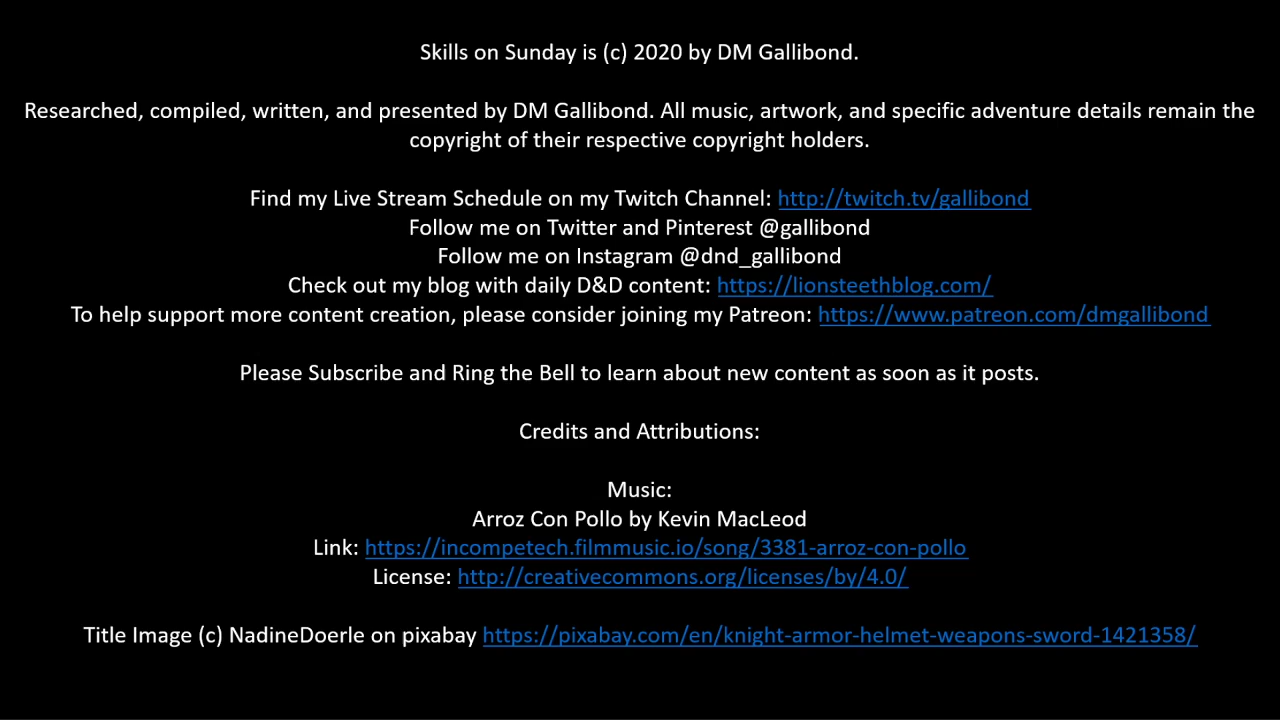 Skills on Sunday is (c) 2020 by DM Gallibond.
Researched, compiled, written, and presented by DM Gallibond. All music, artwork, and specific adventure details remain the
copyright of their respective copyright holders.
Find my Live Stream Schedule on my Twitch Channel: http://twitch.tv/gallibond
Follow me on Twitter and Pinterest @gallibond
Follow me on Instagram @dnd_gallibond
Check out my blog with daily D&D content: https://lionsteethblog.com/
To help support more content creation, please consider joining my Patreon: https://www.patreon.com/dmgallibond
Please Subscribe and Ring the Bell to learn about new content as soon as it posts.
Credits and Attributions:
Music:
Arroz Con Pollo by Kevin MacLeod
Link: https://incompetech.filmmusic.io/song/3381-arroz-con-pollo
License: http://creativecommons.org/licenses/by/4.0/
Title Image (c) NadineDoerle on pixabay https://pixabay.com/en/knight-armor-helmet-weapons-sword-1421358/